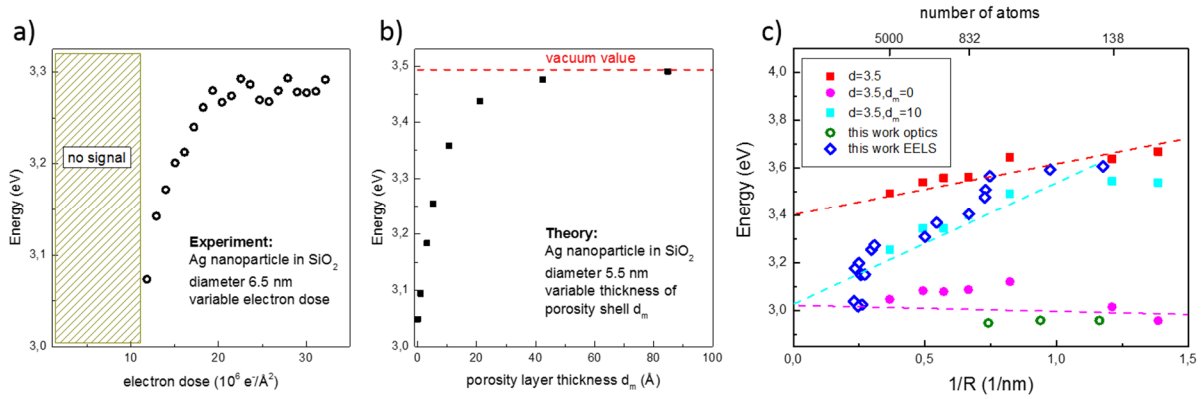 a)
3,3
3,2
3,1
3,0
Energy (eV)
no signal
Experiment:
Ag nanoparticle in SiO2
diameter 6.5 nm
variable electron dose
0
10
20
30
electron dose (10^6 e^-/Å^2)
b)
vacuum value
3,5
3,4
3,3
3,2
3,1
3,0
Energy (eV)
Theory:
Ag nanoparticle in SiO2
diameter 5.5 nm
variable thickness of
porosity shell dm
0
20
40
60
80
100
porosity layer thickness dm (Å)
c)
number of atoms
5000
832
138
4,0
3,8
3,6
3,4
3,2
3,0
Energy (eV)
d=3.5
d=3.5,dm=0
d=3.5,dm=10
this work optics
this work EELS
0,0
0,5
1,0
1,5
1/R (1/nm)